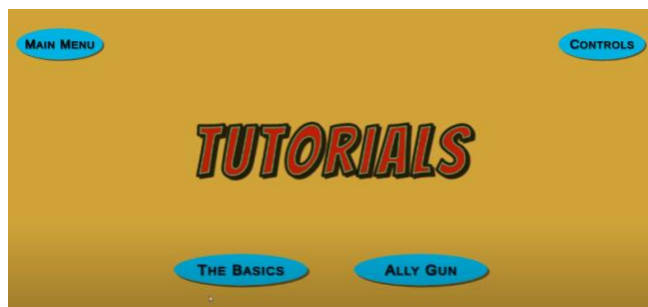 MAIN MENU
CONTROLS
TUTORIALS
THE BASICS
ALLY GUN